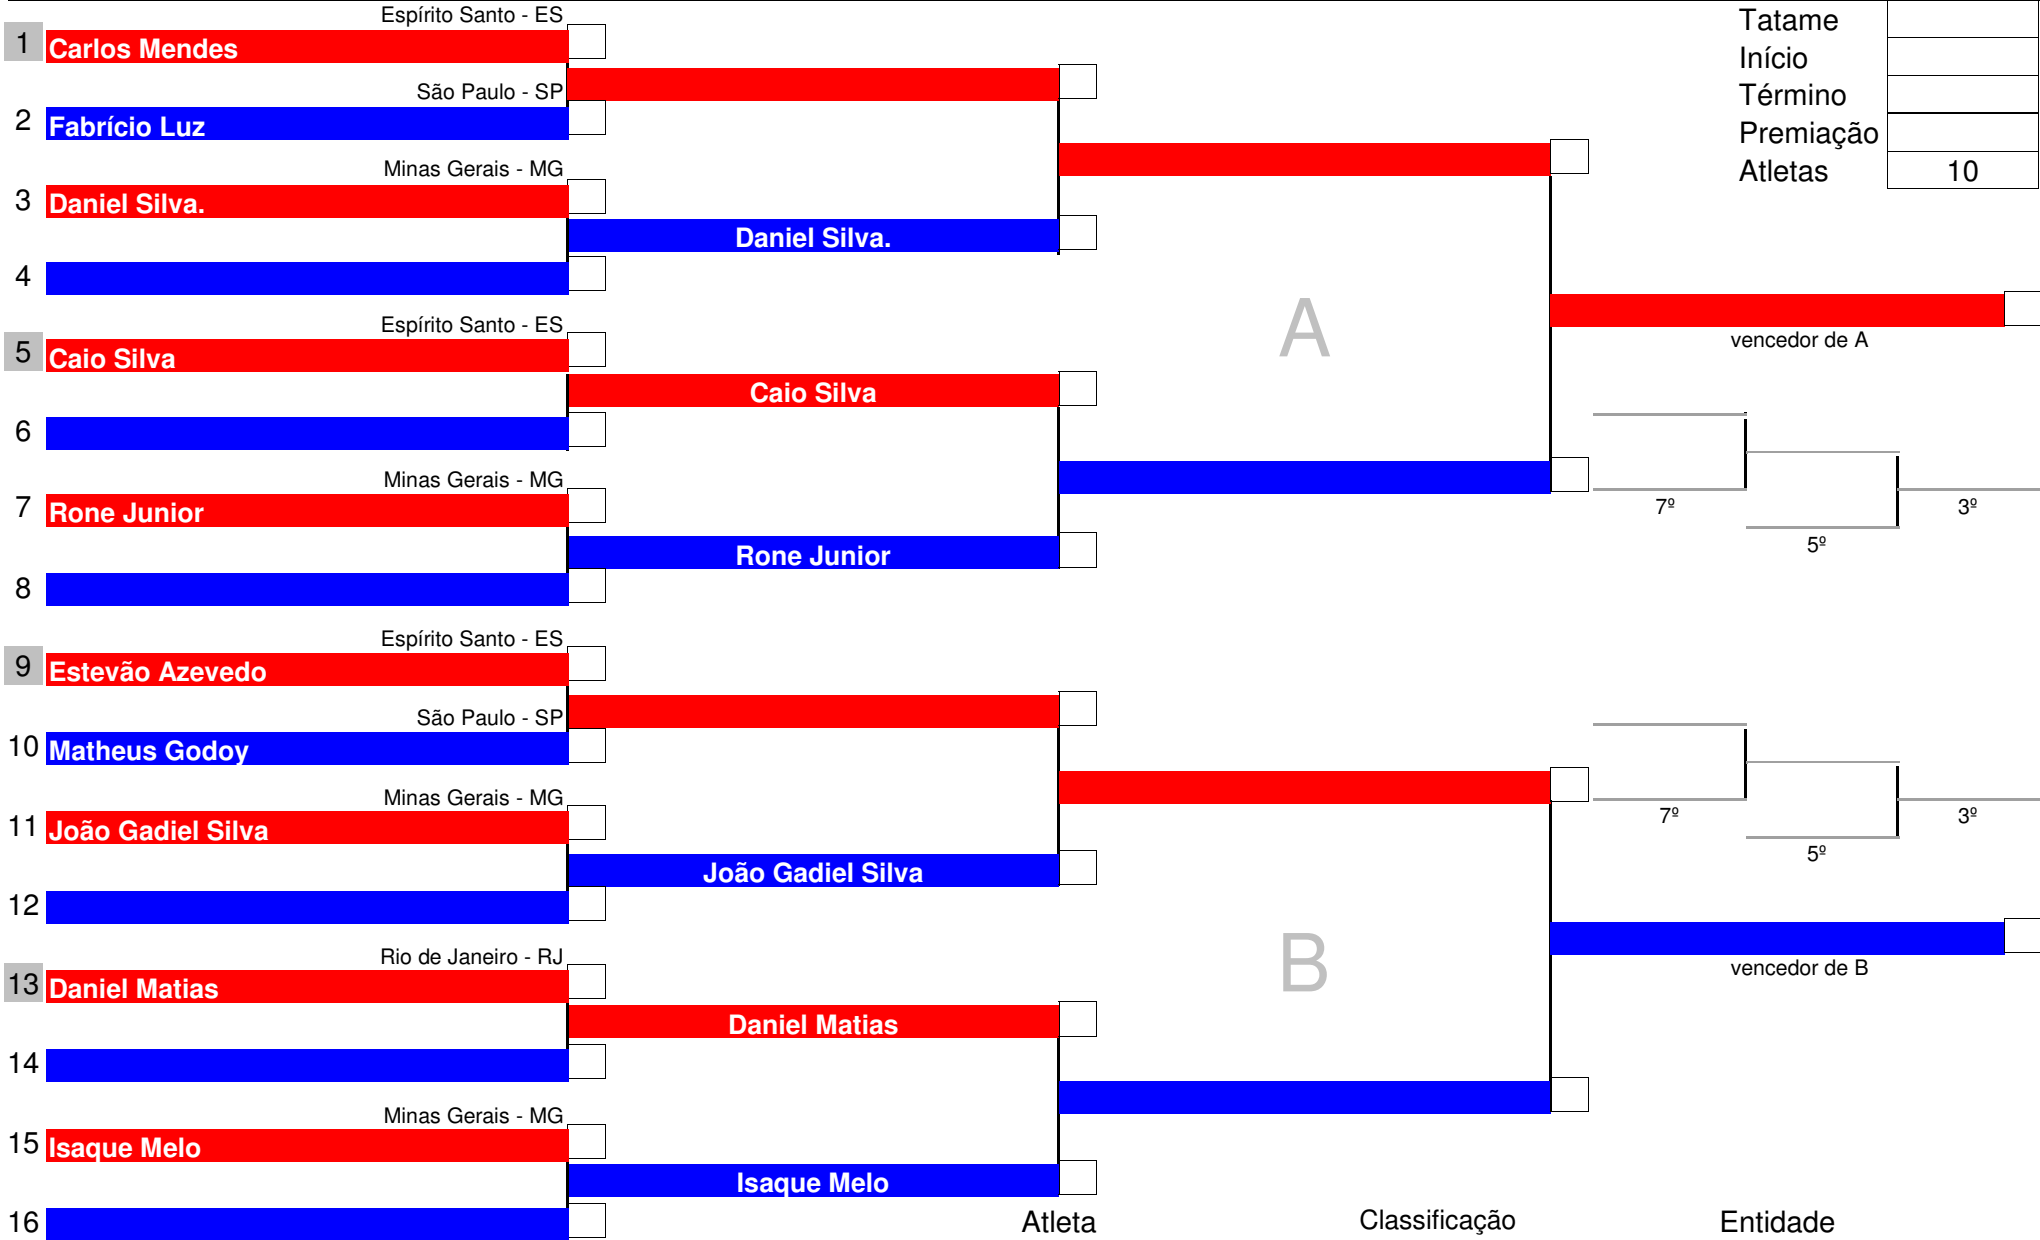 Espírito Santo - ES
1 Carlos Mendes
São Paulo - SP
2 Fabrício Luz
Minas Gerais - MG
3 Daniel Silva.
Daniel Silva.
4
Espírito Santo - ES
5 Caio Silva
Caio Silva
6
Minas Gerais - MG
7 Rone Junior
Rone Junior
8
Espírito Santo - ES
9 Estevão Azevedo
São Paulo - SP
10 Matheus Godoy
Minas Gerais - MG
11 João Gadiel Silva
João Gadiel Silva
12
Rio de Janeiro - RJ
13 Daniel Matias
Daniel Matias
14
Minas Gerais - MG
15 Isaque Melo
Isaque Melo
16
A
B
Tatame
Início
Término
Premiação
Atletas 10
vencedor de A
7º
3º
5º
7º
3º
5º
vencedor de B
Atleta Classificação Entidade